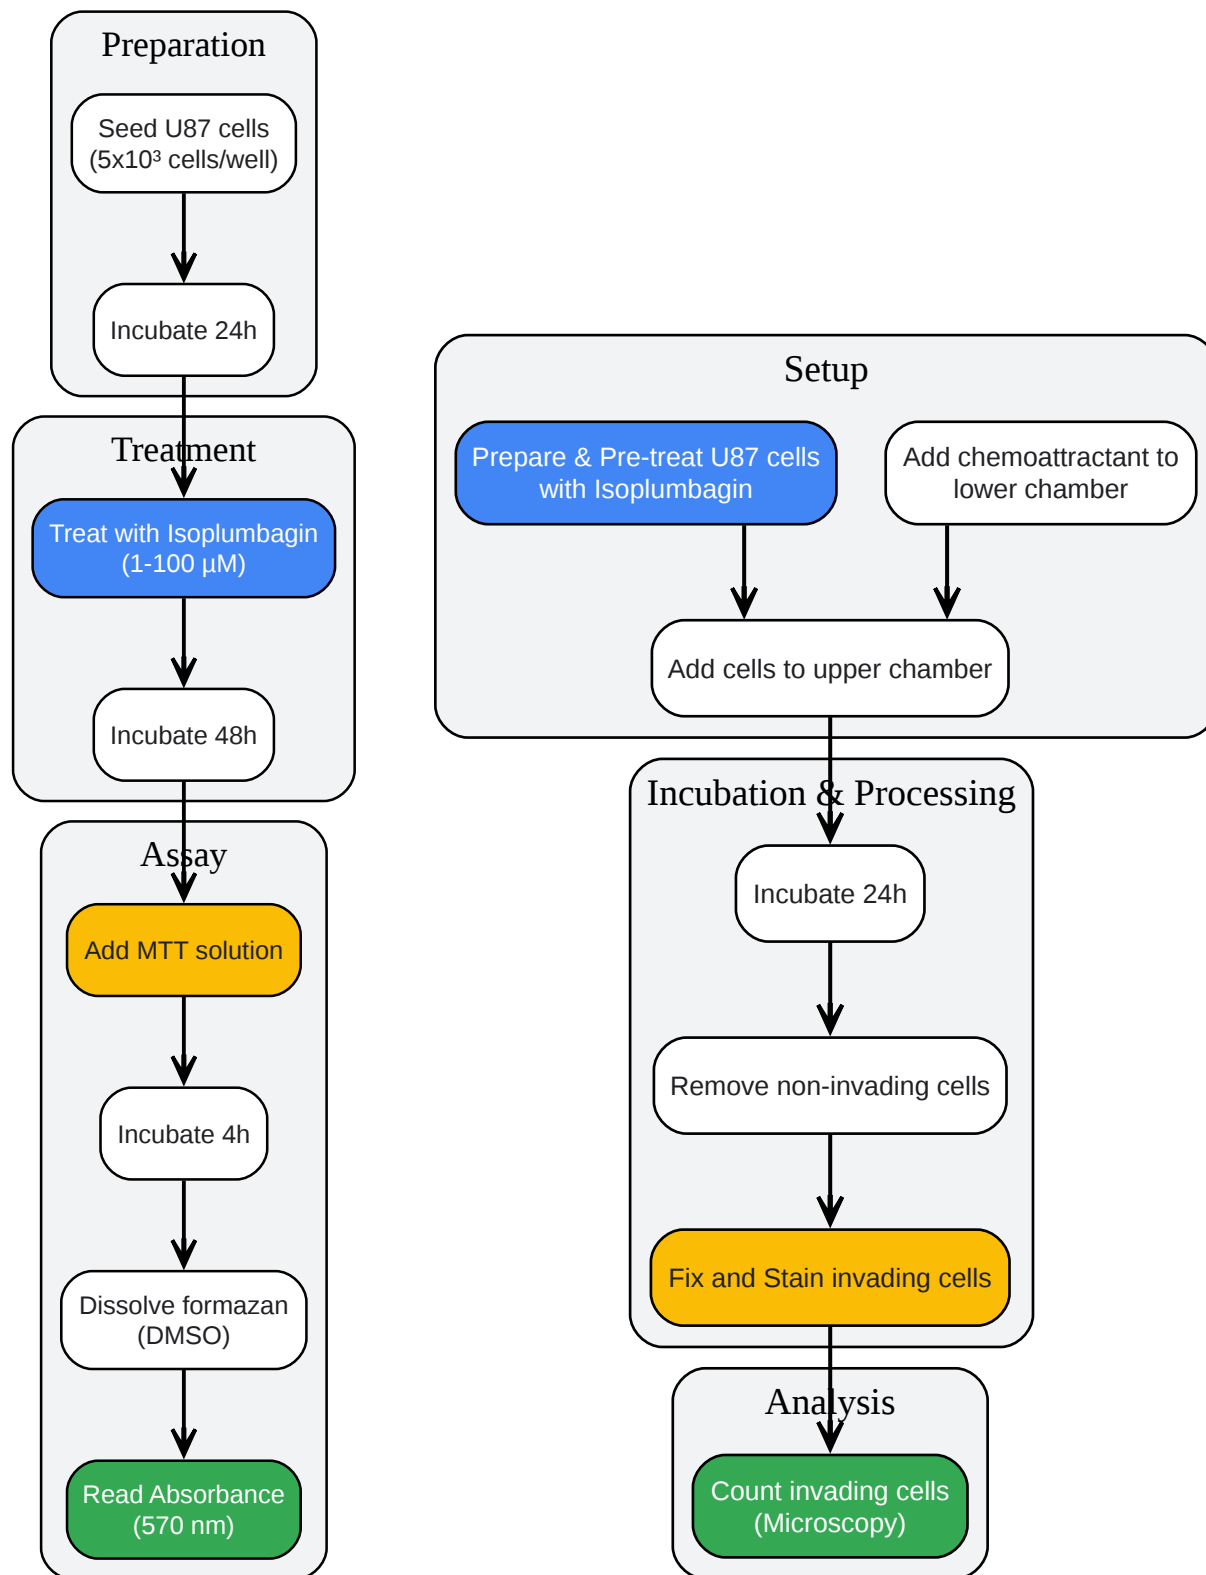 Preparation
Seed U87 cells
(5x10³ cells/well)
Incubate 24h
Treatment
Treat with Isoplumbagin
(1-100 µM)
Incubate 48h
Assay
Add MTT solution
Incubate 4h
Dissolve formazan
(DMSO)
Read Absorbance
(570 nm)
Setup
Prepare & Pre-treat U87 cells
with Isoplumbagin
Add chemoattractant to
lower chamber
Add cells to upper chamber
Incubation & Processing
Incubate 24h
Remove non-invading cells
Fix and Stain invading cells
Analysis
Count invading cells
(Microscopy)